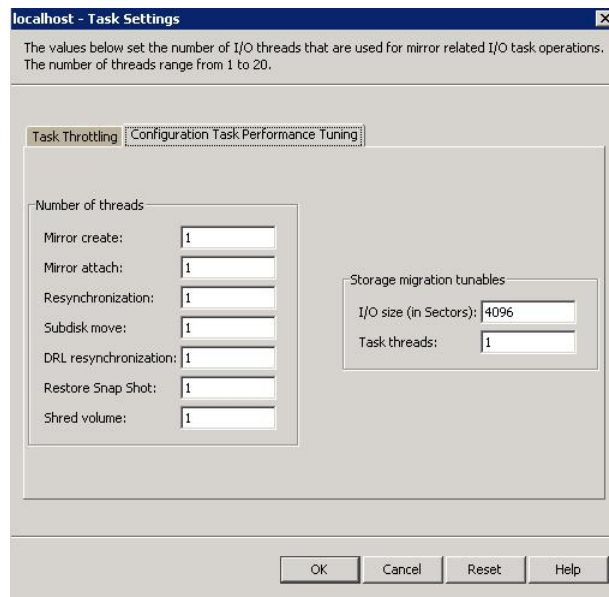 localhost - Task Settings
The values below set the number of I/O threads that are used for mirror related I/O task operations.
The number of threads range from 1 to 20.
Task Throttling
Configuration Task Performance Tuning
Number of threads
Mirror create: 1
Mirror attach: 1
Resynchronization: 1
Subdisk move: 1
DRL resynchronization: 1
Restore Snap Shot: 1
Shred volume: 1
Storage migration tunables
I/O size (in Sectors): 4096
Task threads: 1
OK
Cancel
Reset
Help